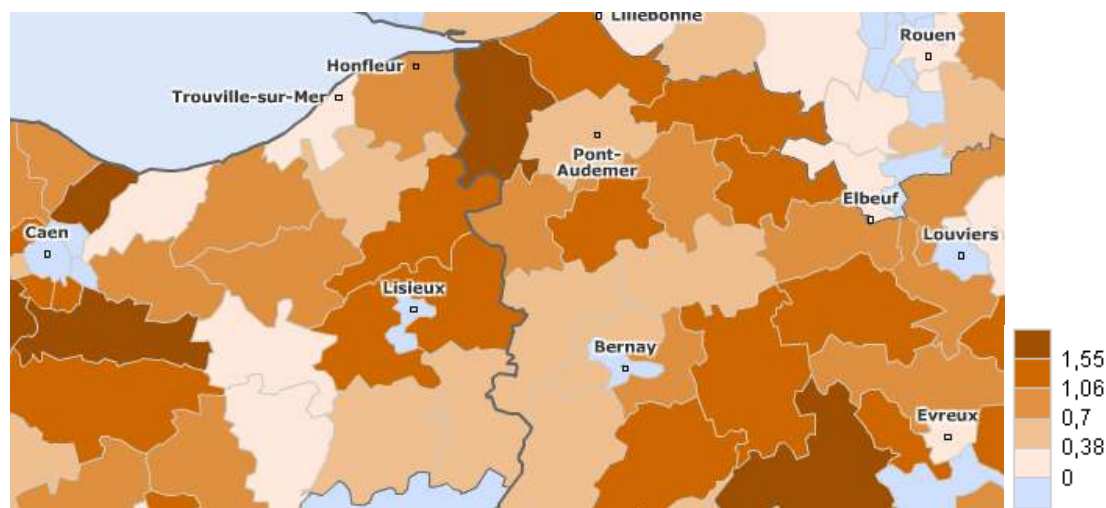 Lillebonne
Rouen
Honfleur
Trouville-sur-Mer
Pont-
Audemer
Elbeuf
Caen
Louviers
Lisieux
Bernay
Evreux
1,55
1,06
0,7
0,38
0